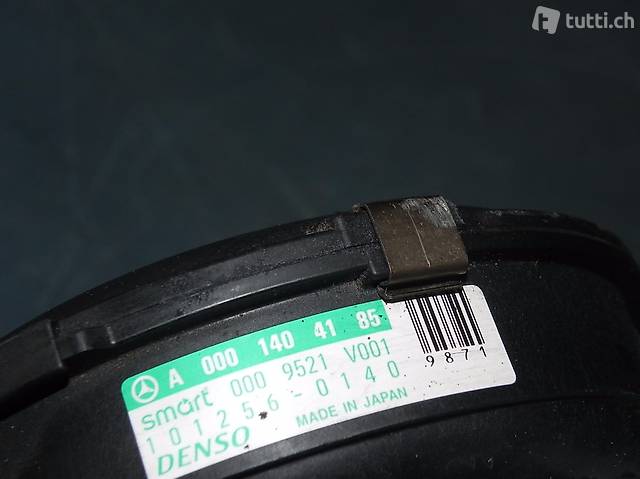 tutti.ch
A 000 140 41 85
smart 000 9521 V001
101256-0140
DENSO MADE IN JAPAN
9871